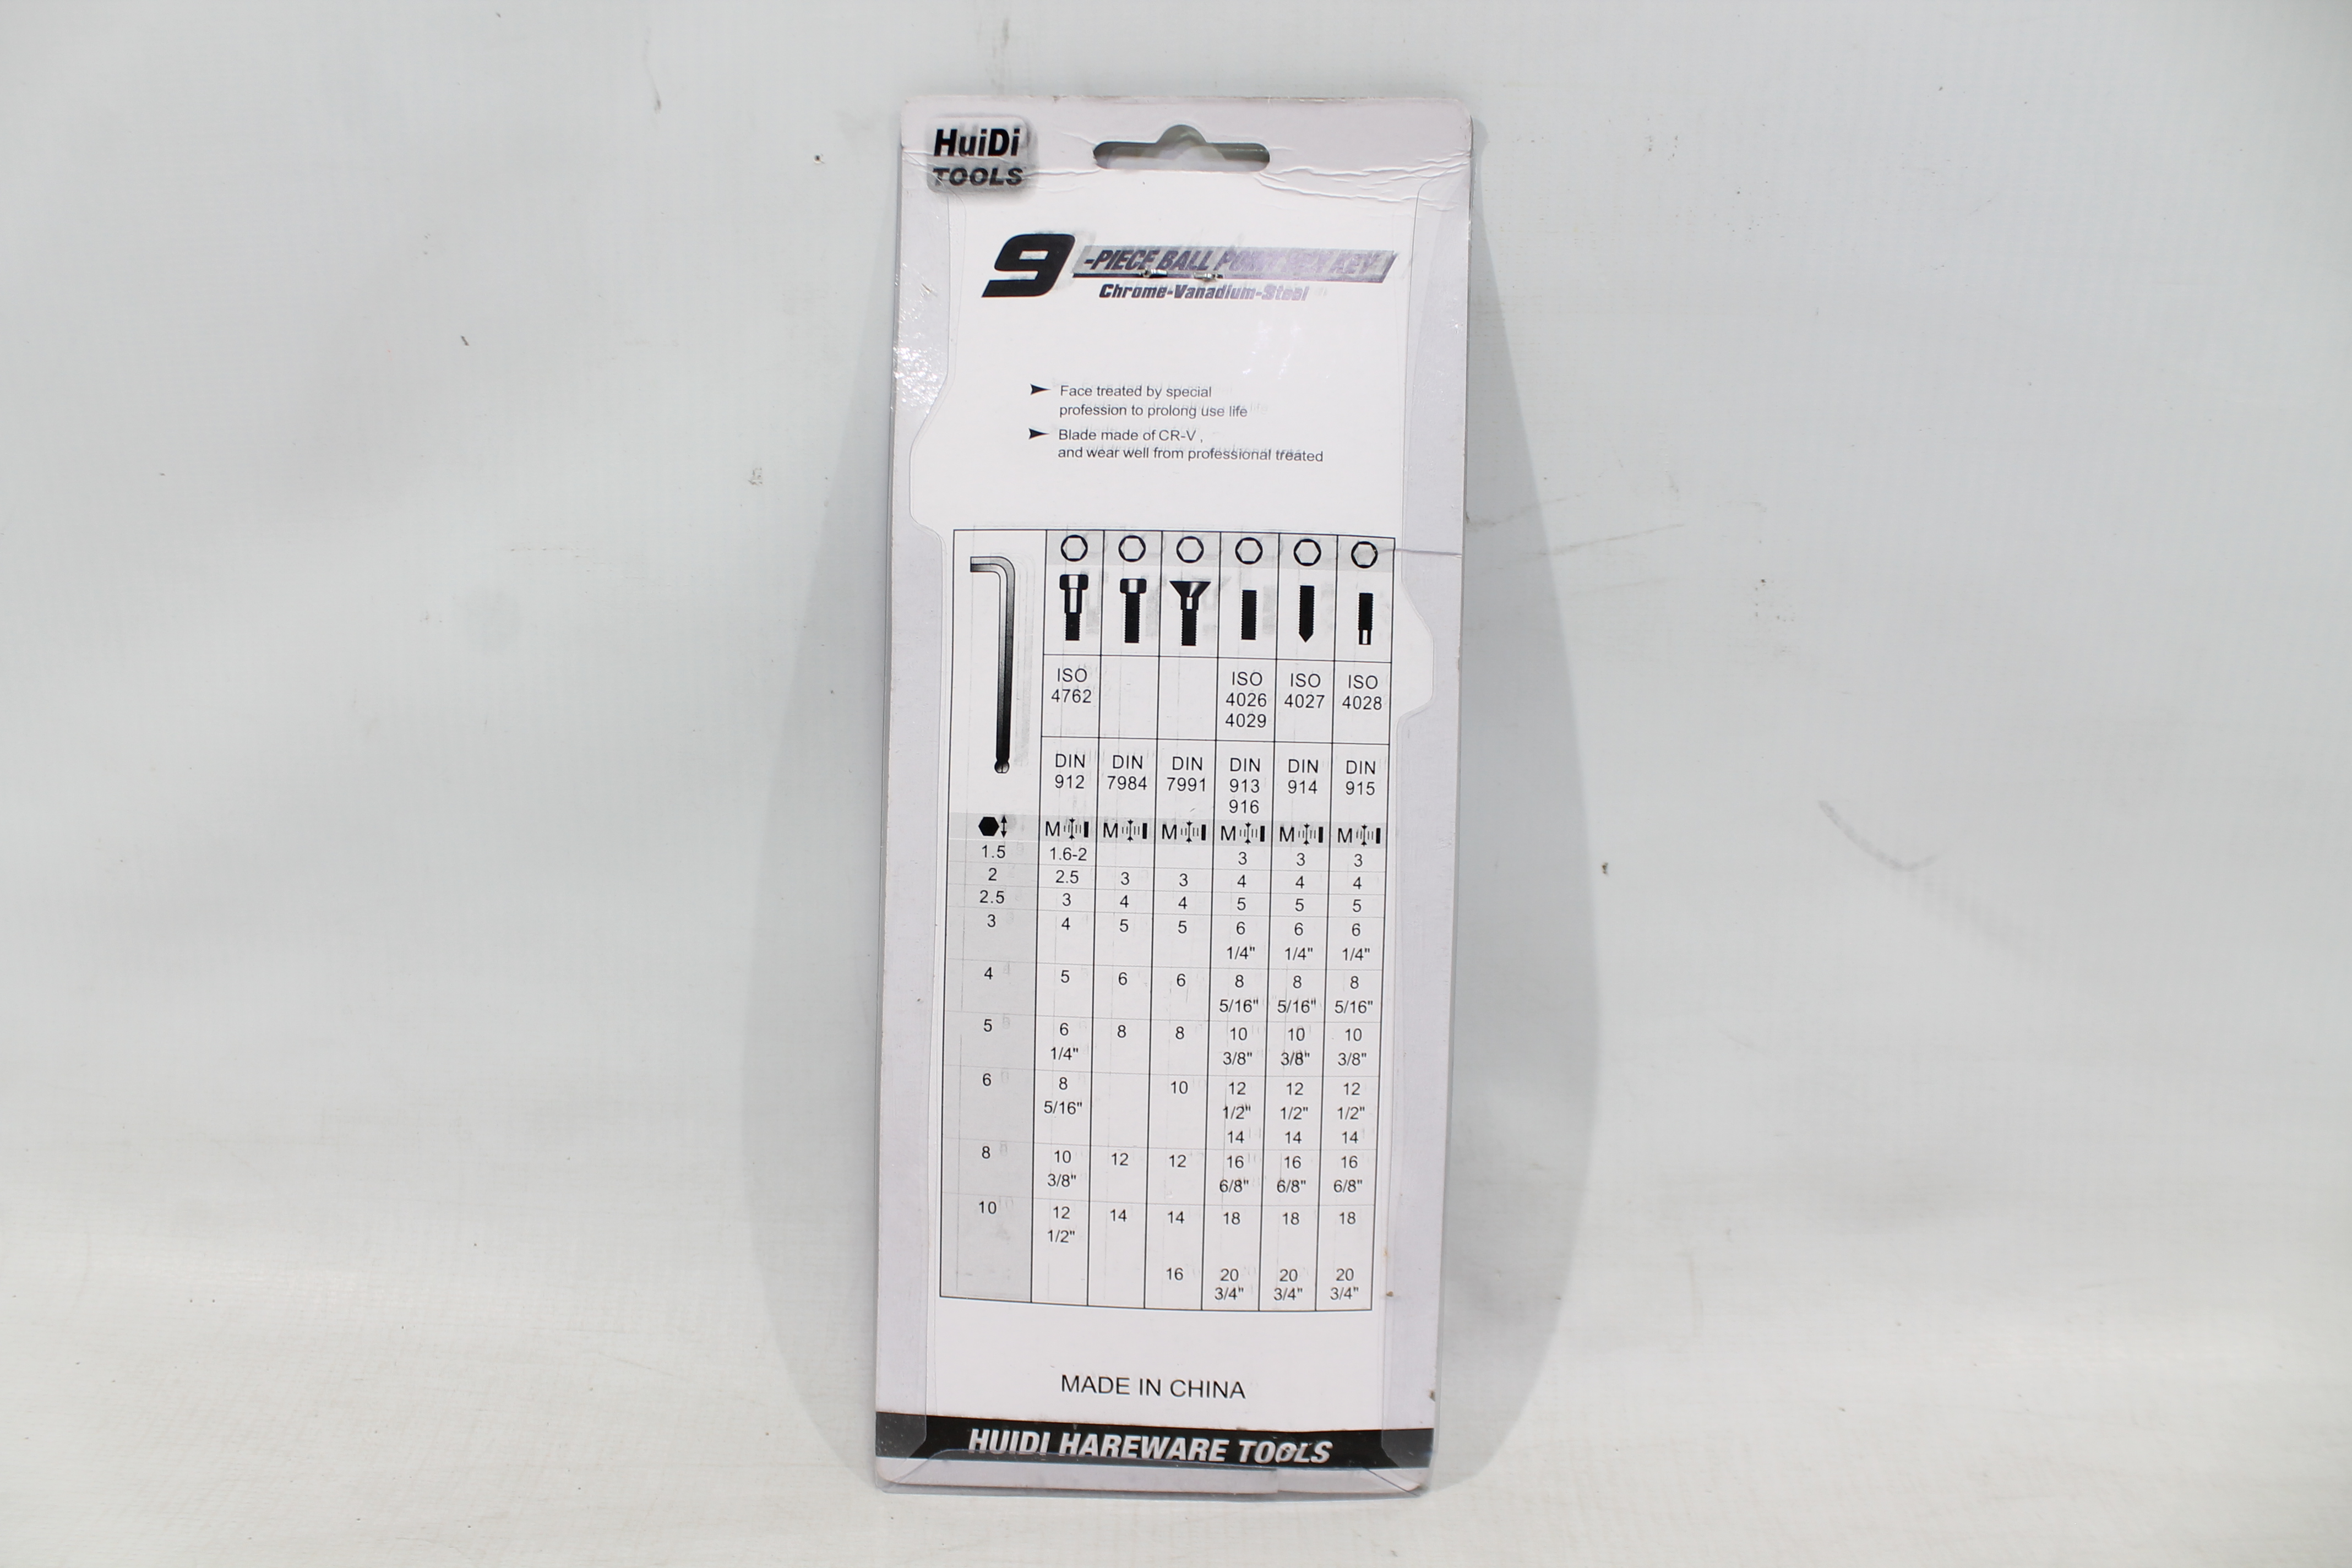 HuiDi
TOOLS
9-PIECE BALL POINT HEX KEY
Chrome-Vanadium-Steel
Face treated by special
profession to prolong use life
Blade made of CR-V ,
and wear well from professional treated
ISO 4762 ISO 4026 4029 ISO 4027 ISO 4028
DIN 912 DIN 7984 DIN 7991 DIN 913 916 DIN 914 DIN 915
M M M M M M
1.5 1.6-2 3 3 3
2 2.5 3 3 4 4 4
2.5 3 4 4 5 5 5
3 4 5 5 6 6 6
1/4" 1/4" 1/4"
4 5 6 6 8 8 8
5/16" 5/16" 5/16"
5 6 8 8 10 10 10
1/4" 3/8" 3/8" 3/8"
6 8 10 12 12 12
5/16" 1/2" 1/2" 1/2"
14 14 14
8 10 12 12 16 16 16
3/8" 6/8" 6/8" 6/8"
10 12 14 14 18 18 18
1/2"
16 20 20 20
3/4" 3/4" 3/4"
MADE IN CHINA
HUIDI HAREWARE TOOLS